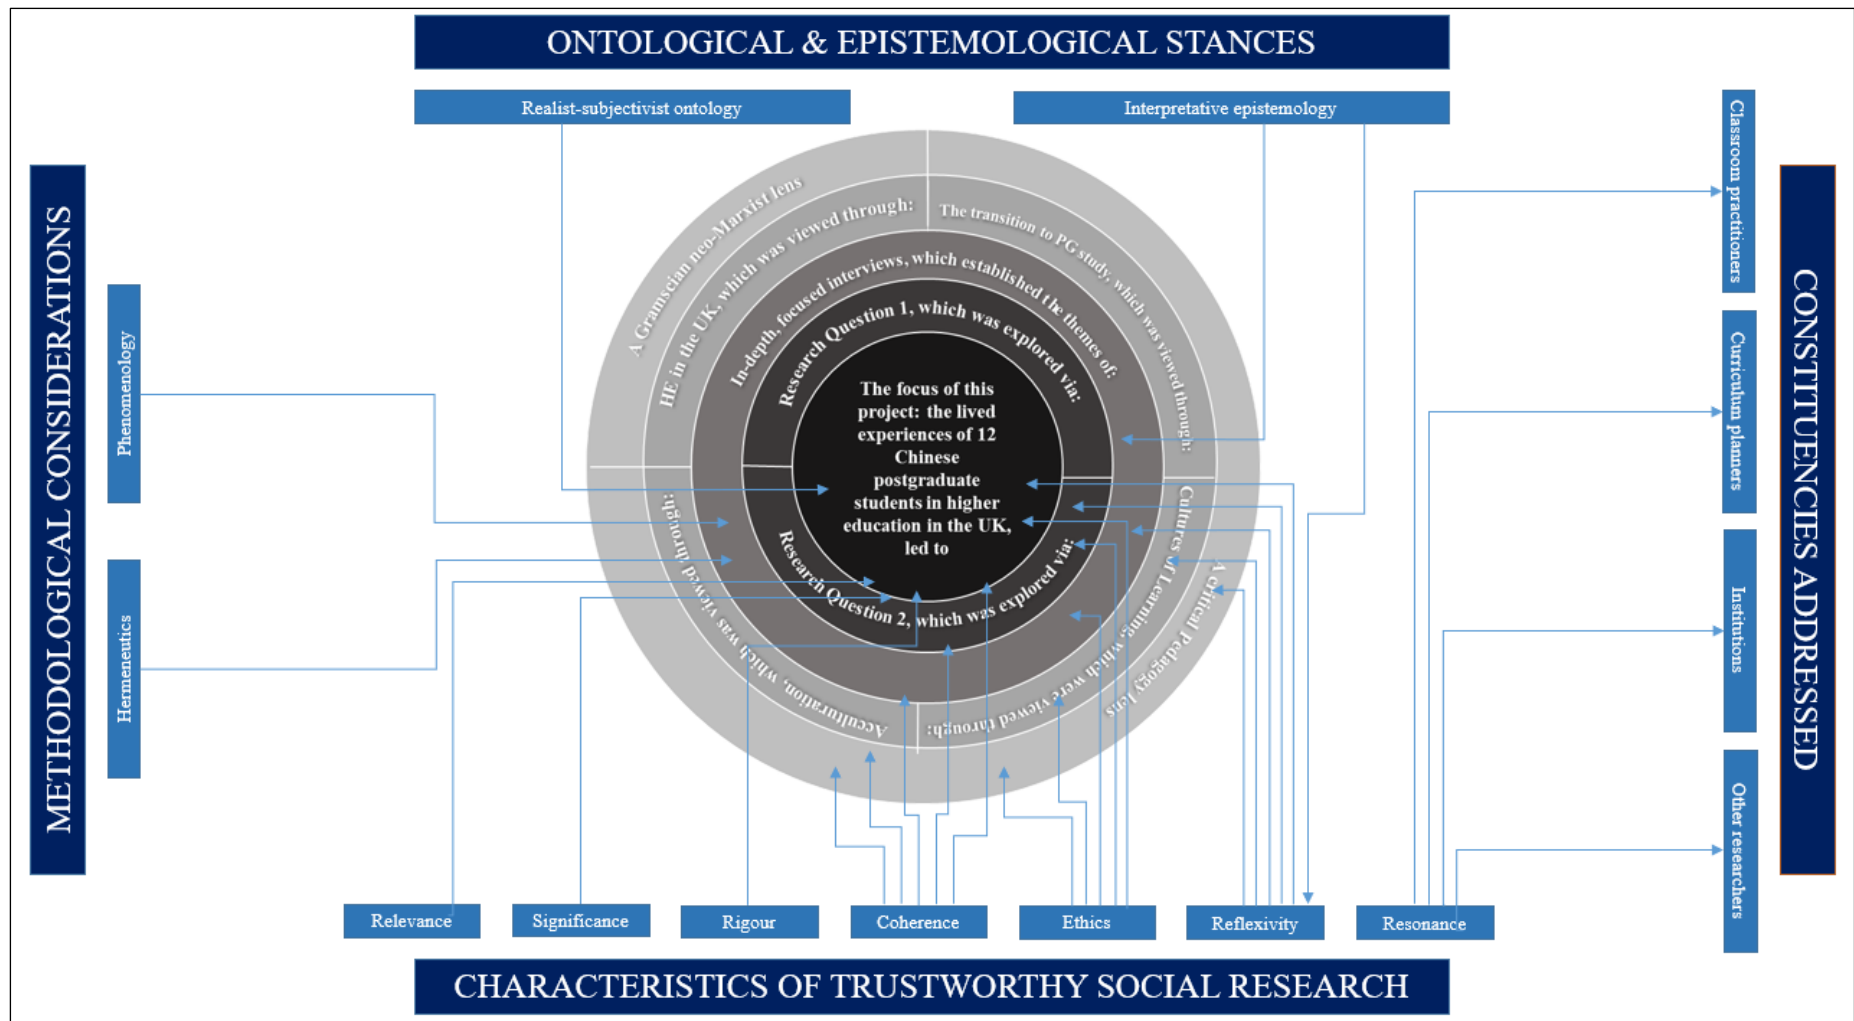 ONTOLOGICAL & EPISTEMOLOGICAL STANCES
Realist-subjectivist ontology
Interpretative epistemology
METHODOLOGICAL CONSIDERATIONS
Phenomenology
Hermeneutics
A Gramscian neo-Marxist lens
HE in the UK, which was viewed through:
The transition to PG study, which was viewed through:
In-depth, focused interviews, which established the themes of:
Research Question 1, which was explored via:
The focus of this
project: the lived
experiences of 12
Chinese
postgraduate
students in higher
education in the UK,
led to
Research Question 2, which was explored via:
Acculturation, which was viewed through:
Cultures of Learning, which were viewed through:
A critical Pedagogy lens
Classroom practitioners
Curriculum planners
Institutions
Other researchers
CONSTITUENCIES ADDRESSED
Relevance
Significance
Rigour
Coherence
Ethics
Reflexivity
Resonance
CHARACTERISTICS OF TRUSTWORTHY SOCIAL RESEARCH